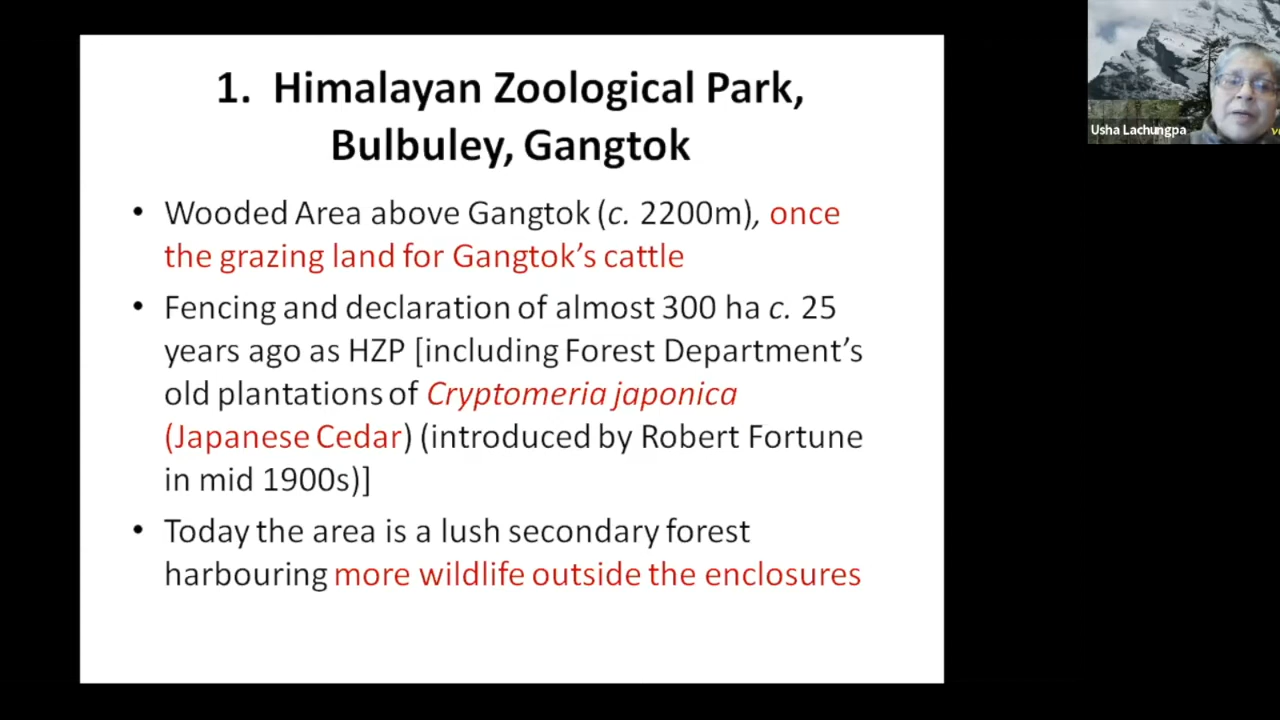 1. Himalayan Zoological Park,
Bulbuley, Gangtok
• Wooded Area above Gangtok (c. 2200m), once
the grazing land for Gangtok’s cattle
• Fencing and declaration of almost 300 ha c. 25
years ago as HZP [including Forest Department’s
old plantations of Cryptomeria japonica
(Japanese Cedar) (introduced by Robert Fortune
in mid 1900s)]
• Today the area is a lush secondary forest
harbouring more wildlife outside the enclosures
Usha Lachungpa